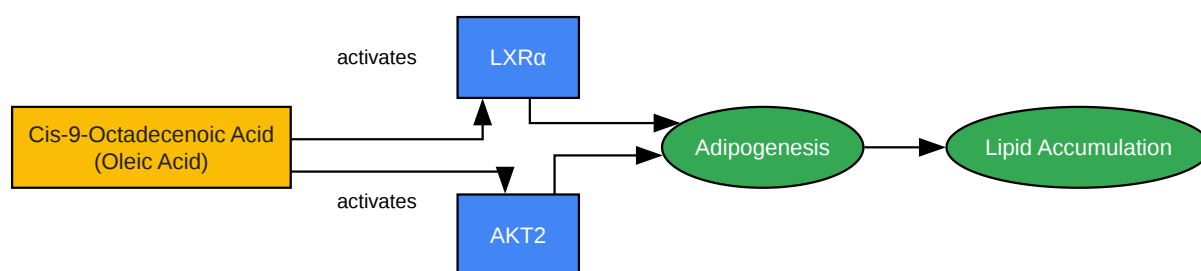 activates
LXRα
Cis-9-Octadecenoic Acid
(Oleic Acid)
Adipogenesis
Lipid Accumulation
activates
AKT2